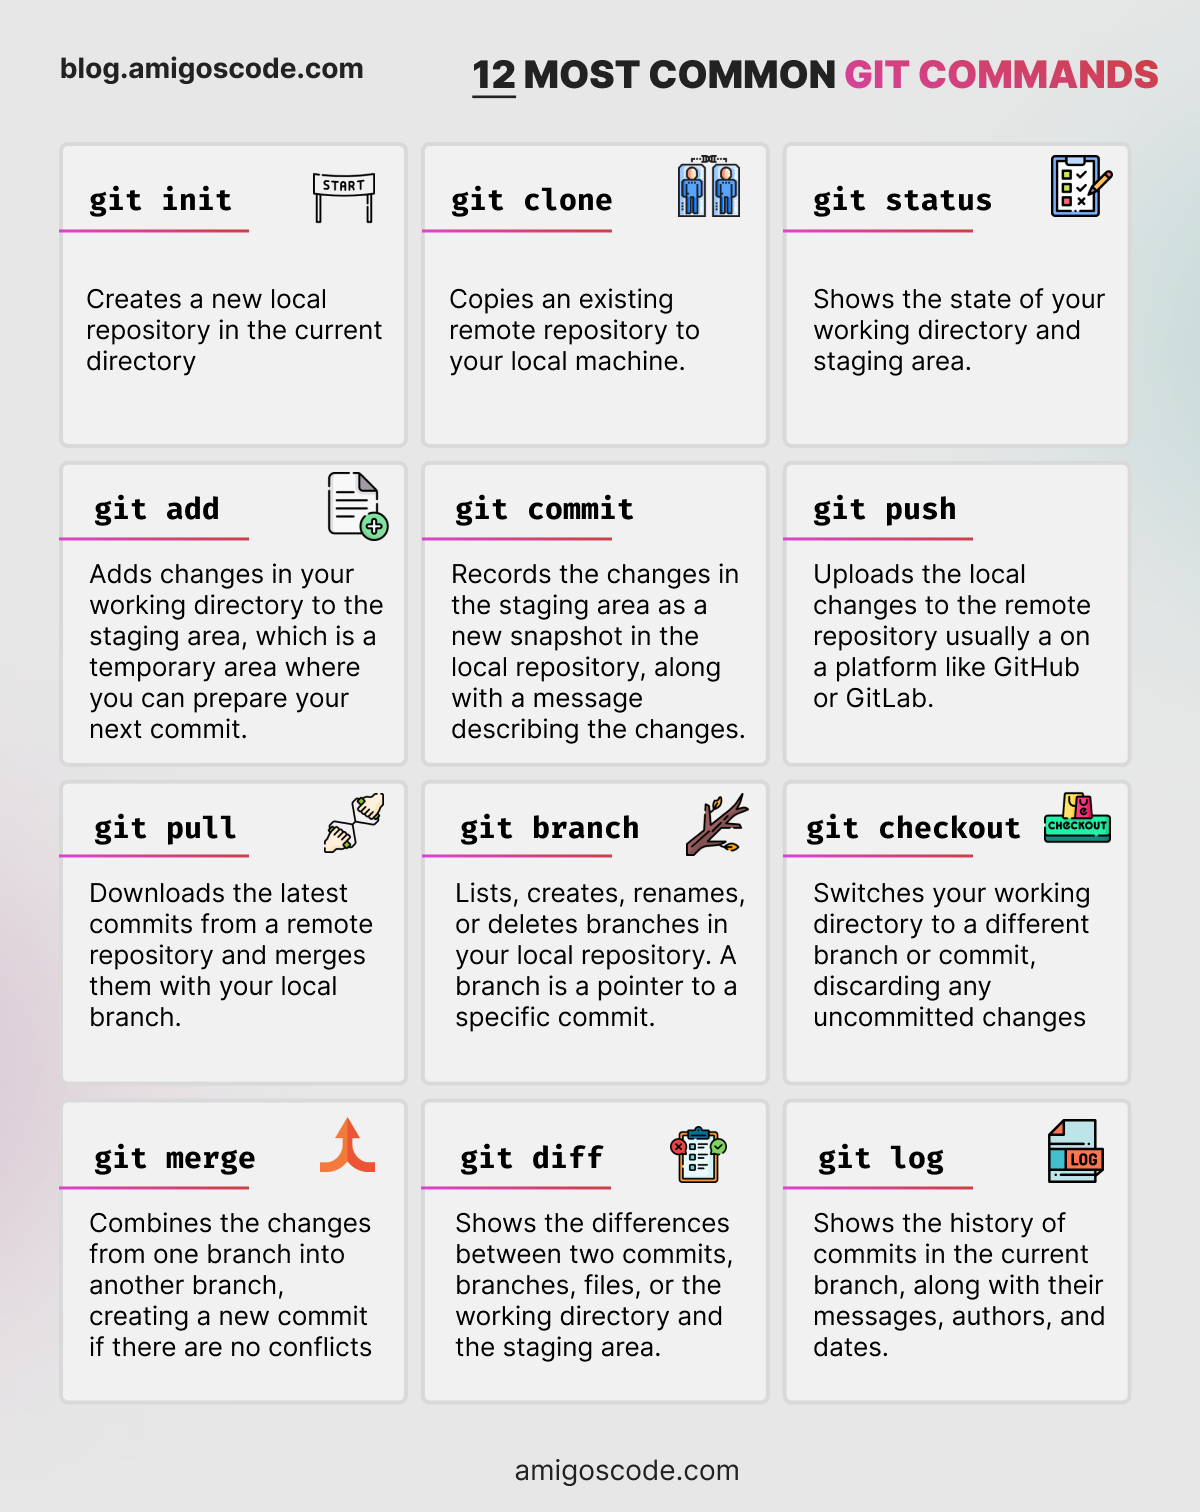 blog.amigoscode.com
12 MOST COMMON GIT COMMANDS
git init
START
Creates a new local
repository in the current
directory
git clone
Copies an existing
remote repository to
your local machine.
git status
Shows the state of your
working directory and
staging area.
git add
Adds changes in your
working directory to the
staging area, which is a
temporary area where
you can prepare your
next commit.
git commit
Records the changes in
the staging area as a
new snapshot in the
local repository, along
with a message
describing the changes.
git push
Uploads the local
changes to the remote
repository usually a on
a platform like GitHub
or GitLab.
git pull
Downloads the latest
commits from a remote
repository and merges
them with your local
branch.
git branch
Lists, creates, renames,
or deletes branches in
your local repository. A
branch is a pointer to a
specific commit.
git checkout
CHECKOUT
Switches your working
directory to a different
branch or commit,
discarding any
uncommitted changes
git merge
Combines the changes
from one branch into
another branch,
creating a new commit
if there are no conflicts
git diff
Shows the differences
between two commits,
branches, files, or the
working directory and
the staging area.
git log
LOG
Shows the history of
commits in the current
branch, along with their
messages, authors, and
dates.
amigoscode.com